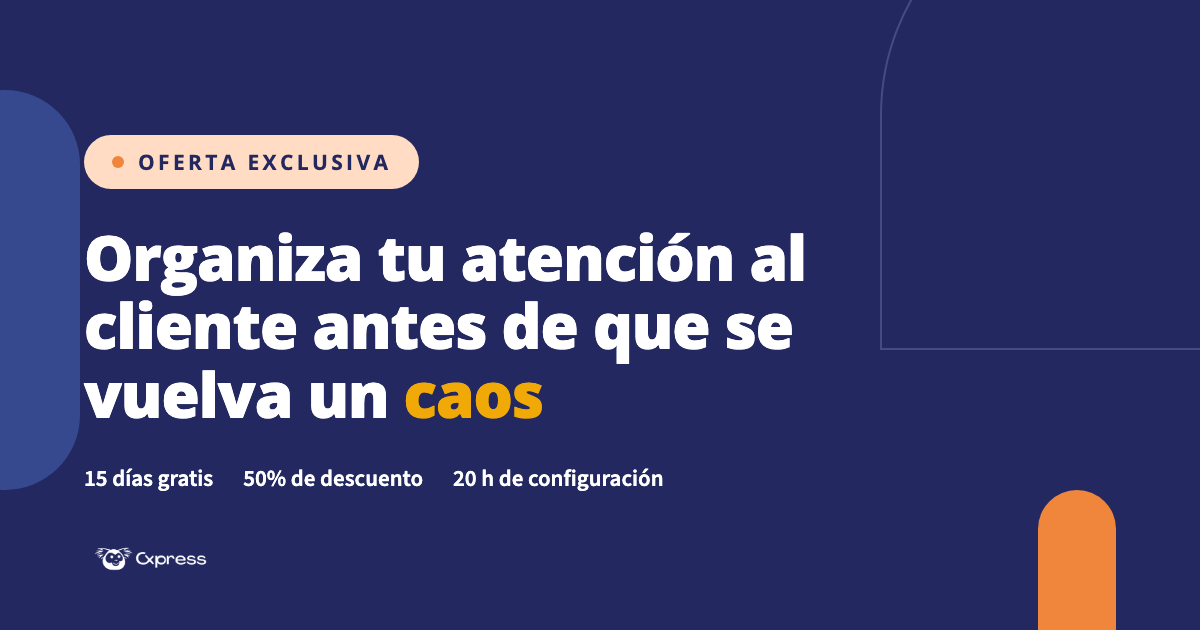 OFERTA EXCLUSIVA
Organiza tu atención al
cliente antes de que se
vuelva un caos
15 días gratis 50% de descuento 20 h de configuración
Cxpress